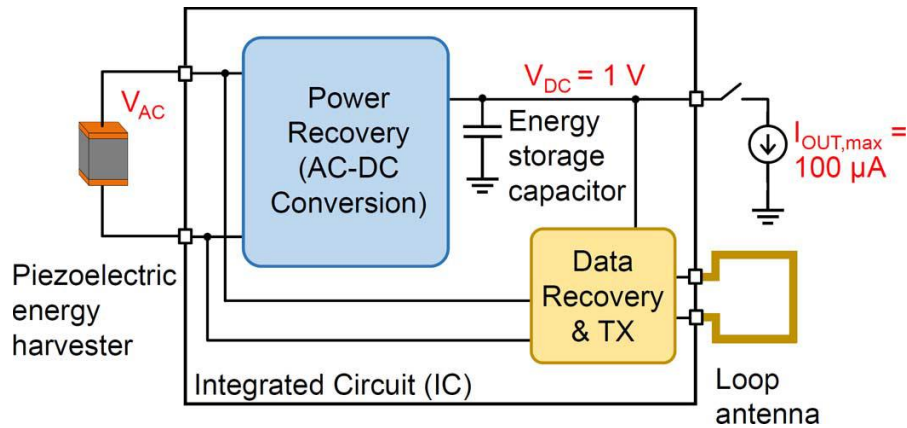 V_AC
Power
Recovery
(AC-DC
Conversion)
V_DC = 1 V
Energy
storage
capacitor
I_OUT,max =
100 µA
Piezoelectric
energy
harvester
Data
Recovery
& TX
Integrated Circuit (IC)
Loop
antenna